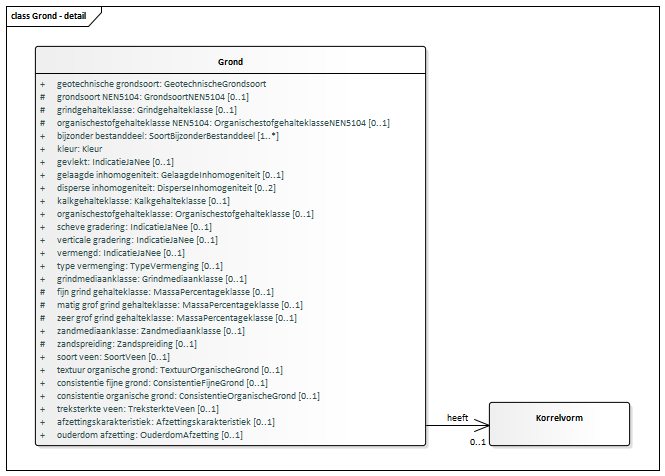 class Grond - detail
Grond
+ geotechnische grondsoort: GeotechnischeGrondsoort
# grondsoort NEN5104: GrondsoortNEN5104 [0..1]
# grindgehalteklasse: Grindgehalteklasse [0..1]
# organischestofgehalteklasse NEN5104: OrganischestofgehalteklasseNEN5104 [0..1]
+ bijzonder bestanddeel: SoortBijzonderBestanddeel [1..*]
+ kleur: Kleur
+ gevlekt: IndicatieJaNee [0..1]
+ gelaagde inhomogeniteit: GelaagdeInhomogeniteit [0..1]
+ disperse inhomogeniteit: DisperseInhomogeniteit [0..2]
+ kalkgehalteklasse: Kalkgehalteklasse [0..1]
+ organischestofgehalteklasse: Organischestofgehalteklasse [0..1]
+ scheve gradering: IndicatieJaNee [0..1]
+ verticale gradering: IndicatieJaNee [0..1]
+ vermengd: IndicatieJaNee [0..1]
+ type vermenging: TypeVermenging [0..1]
+ grindmediaanklasse: Grindmediaanklasse [0..1]
# fijn grind gehalteklasse: MassaPercentageklasse [0..1]
# matig grof grind gehalteklasse: MassaPercentageklasse [0..1]
# zeer grof grind gehalteklasse: MassaPercentageklasse [0..1]
+ zandmediaanklasse: Zandmediaanklasse [0..1]
# zandspreiding: Zandspreiding [0..1]
+ soort veen: SoortVeen [0..1]
+ textuur organische grond: TextuurOrganischeGrond [0..1]
+ consistentie fijne grond: ConsistentieFijneGrond [0..1]
+ consistentie organische grond: ConsistentieOrganischeGrond [0..1]
+ treksterkte veen: TreksterkteVeen [0..1]
+ afzettingskarakteristiek: Afzettingskarakteristiek [0..1]
+ ouderdom afzetting: OuderdomAfzetting [0..1]
heeft
0..1
Korrelvorm